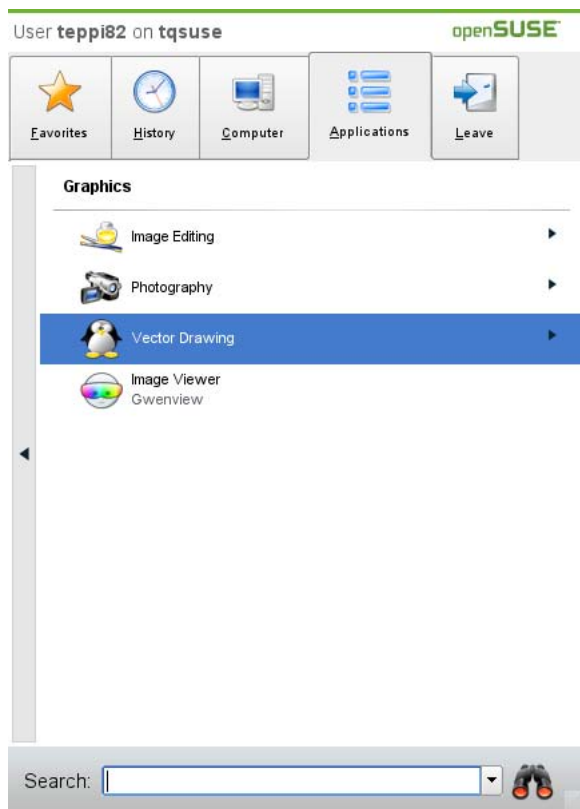 User teppi82 on tqsuse
openSUSE
Favorites
History
Computer
Applications
Leave
Graphics
Image Editing
Photography
Vector Drawing
Image Viewer
Gwenview
Search: